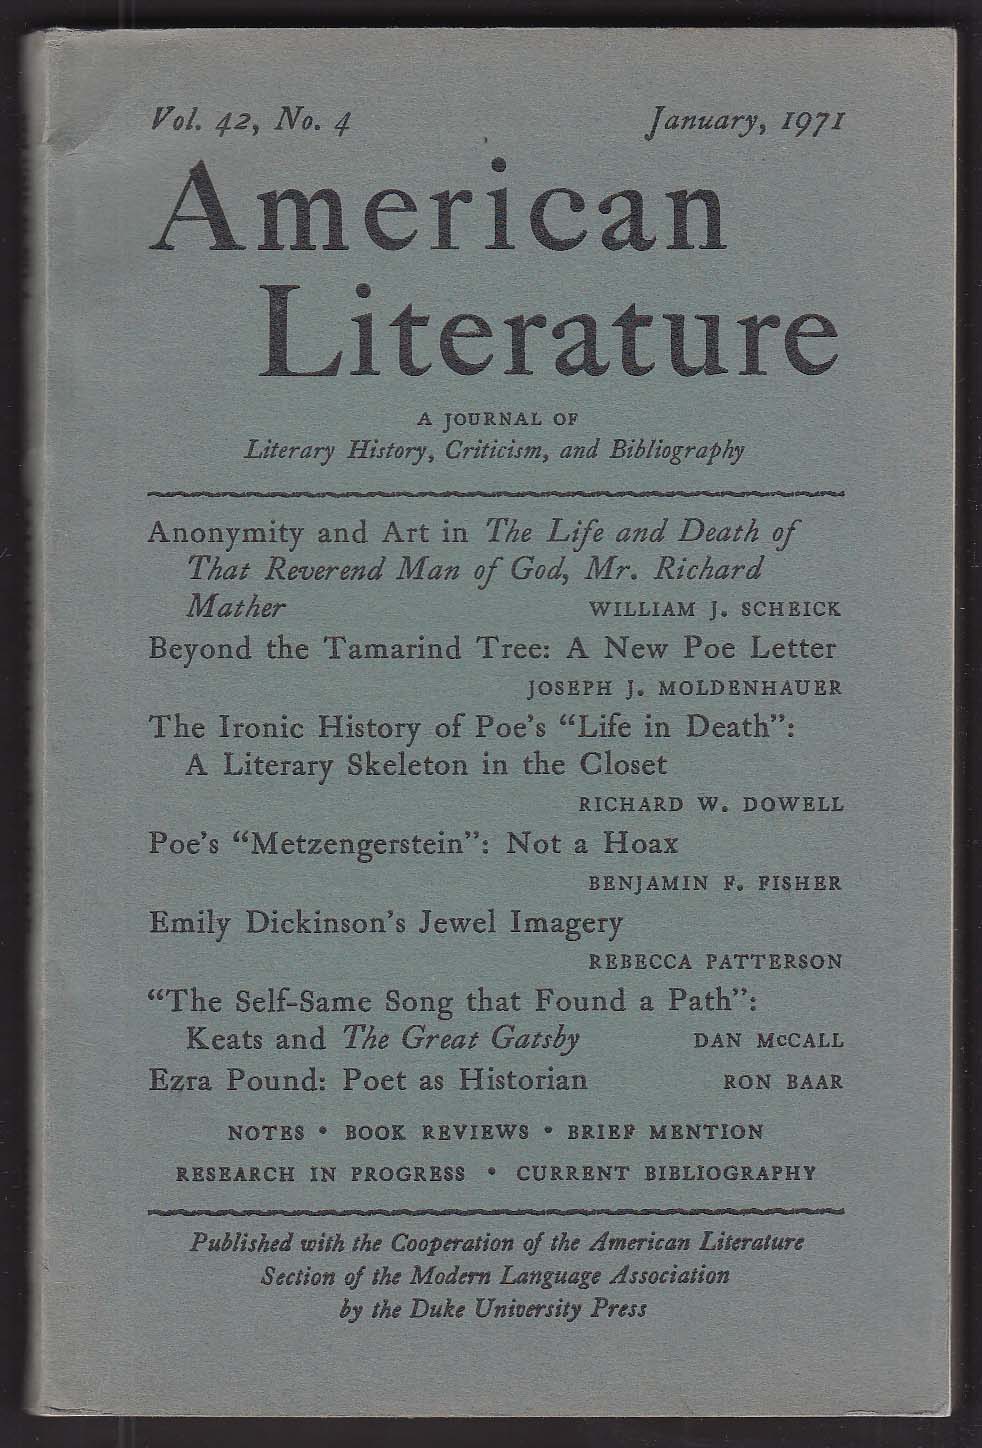 Vol. 42, No. 4 January, 1971
American
Literature
A JOURNAL OF
Literary History, Criticism, and Bibliography
Anonymity and Art in The Life and Death of
That Reverend Man of God, Mr. Richard
Mather WILLIAM J. SCHEICK
Beyond the Tamarind Tree: A New Poe Letter
JOSEPH J. MOLDENHAUER
The Ironic History of Poe's “Life in Death”:
A Literary Skeleton in the Closet
RICHARD W. DOWELL
Poe's “Metzengerstein”: Not a Hoax
BENJAMIN F. FISHER
Emily Dickinson's Jewel Imagery
REBECCA PATTERSON
“The Self-Same Song that Found a Path”:
Keats and The Great Gatsby DAN McCALL
Ezra Pound: Poet as Historian RON BAAR
NOTES • BOOK REVIEWS • BRIEF MENTION
RESEARCH IN PROGRESS • CURRENT BIBLIOGRAPHY
Published with the Cooperation of the American Literature
Section of the Modern Language Association
by the Duke University Press